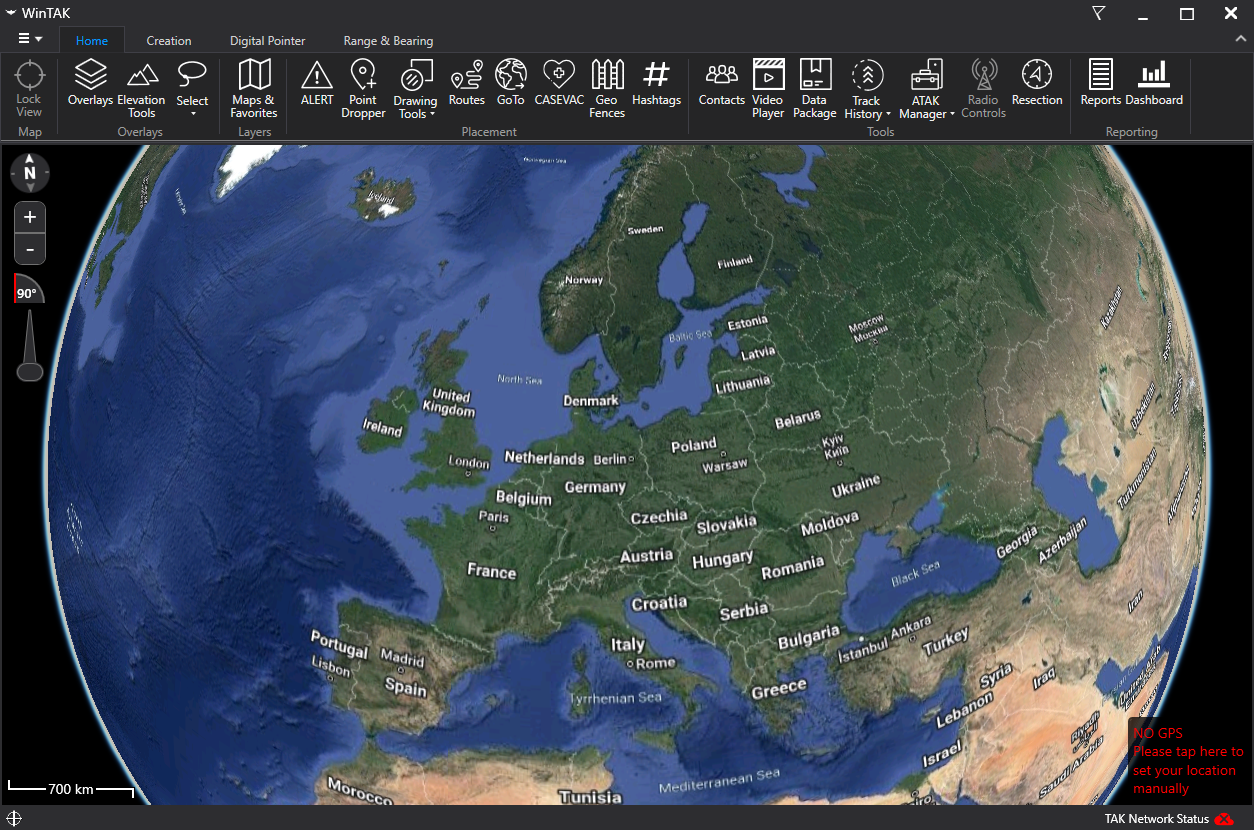 WinTAK
Home
Creation
Digital Pointer
Range & Bearing
Lock
View
Overlays
Elevation
Tools
Select
Maps &
Favorites
ALERT
Point
Dropper
Drawing
Tools
Routes
GoTo
CASEVAC
Geo
Fences
Hashtags
Contacts
Video
Player
Data
Package
Track
History
ATAK
Manager
Radio
Controls
Resection
Reports
Dashboard
Map
Overlays
Layers
Placement
Tools
Reporting
N
+
-
90°
Norwegian Sea
Iceland
Sweden
Finland
Norway
Estonia
Baltic Sea
Latvia
Lithuania
Moscow
Москва
Kazakhstan
North Sea
Denmark
United
Kingdom
Ireland
London
Netherlands
Berlin
Poland
Warsaw
Belarus
Kyiv
Київ
Uzbekistan
Turkmenistan
Belgium
Germany
Paris
Czechia
Slovakia
Ukraine
Moldova
Austria
Hungary
Romania
Georgia
Azerbaijan
France
Black Sea
Croatia
Serbia
Bulgaria
Istanbul
Ankara
Turkey
Iran
Portugal
Lisbon
Madrid
Spain
Italy
Rome
Greece
Tyrrhenian Sea
Syria
Iraq
Lebanon
Israel
Riyadh
Saudi Arabia
Mediterranean Sea
Morocco
Tunisia
NO GPS
Please tap here to
set your location
manually
700 km
TAK Network Status